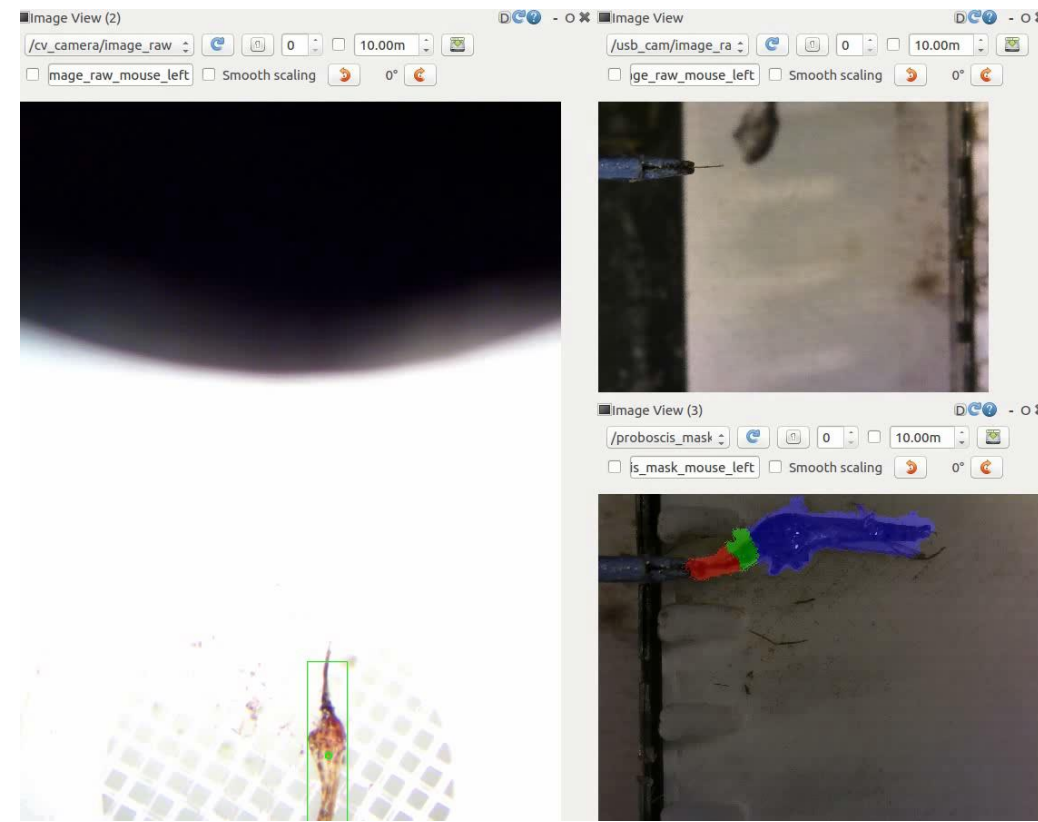 Image View (2)
D - O ✖
/cv_camera/image_raw
0
10.00m
mage_raw_mouse_left
Smooth scaling
0°
Image View
D - O
/usb_cam/image_ra
0
10.00m
ge_raw_mouse_left
Smooth scaling
0°
Image View (3)
D - O
/proboscis_mask
0
10.00m
is_mask_mouse_left
Smooth scaling
0°